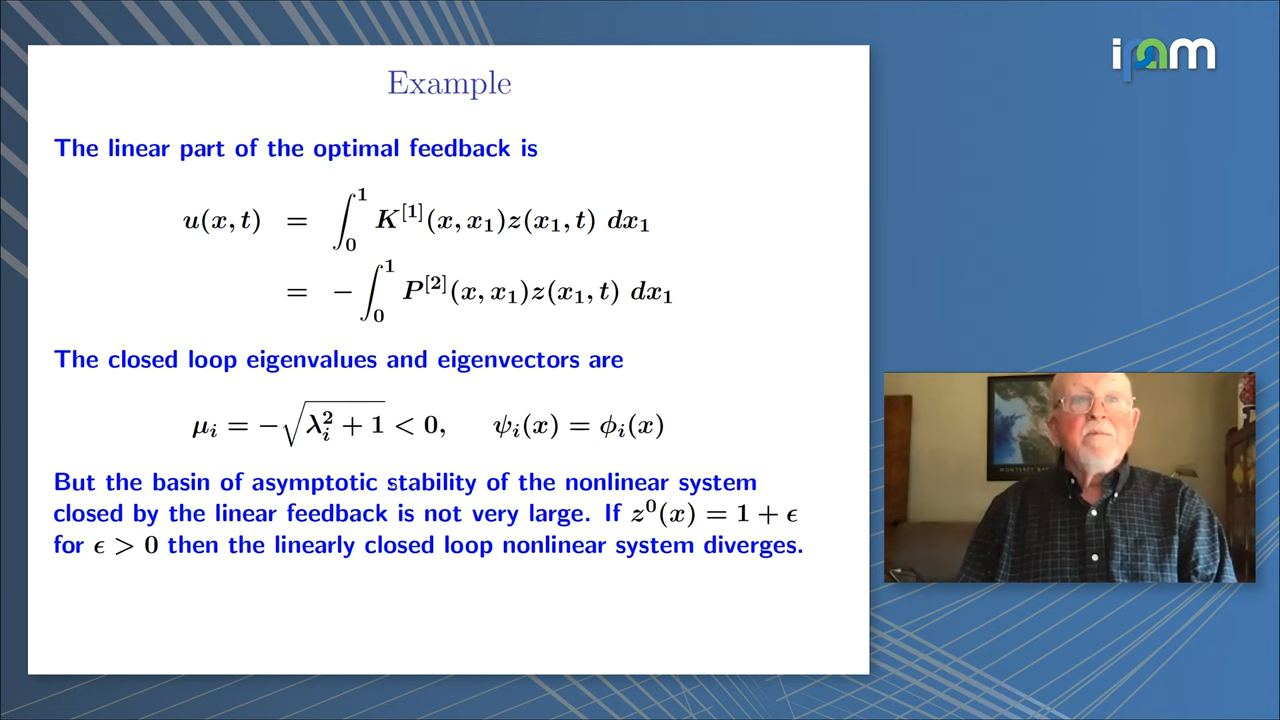 ipam
Example
The linear part of the optimal feedback is
u(x, t) = ∫₀¹ K^{[1]}(x, x₁)z(x₁, t) dx₁
= − ∫₀¹ P^{[2]}(x, x₁)z(x₁, t) dx₁
The closed loop eigenvalues and eigenvectors are
μᵢ = −√(λᵢ² + 1) < 0, ψᵢ(x) = φᵢ(x)
MONTEREY BAY
But the basin of asymptotic stability of the nonlinear system
closed by the linear feedback is not very large. If z⁰(x) = 1 + ϵ
for ϵ > 0 then the linearly closed loop nonlinear system diverges.